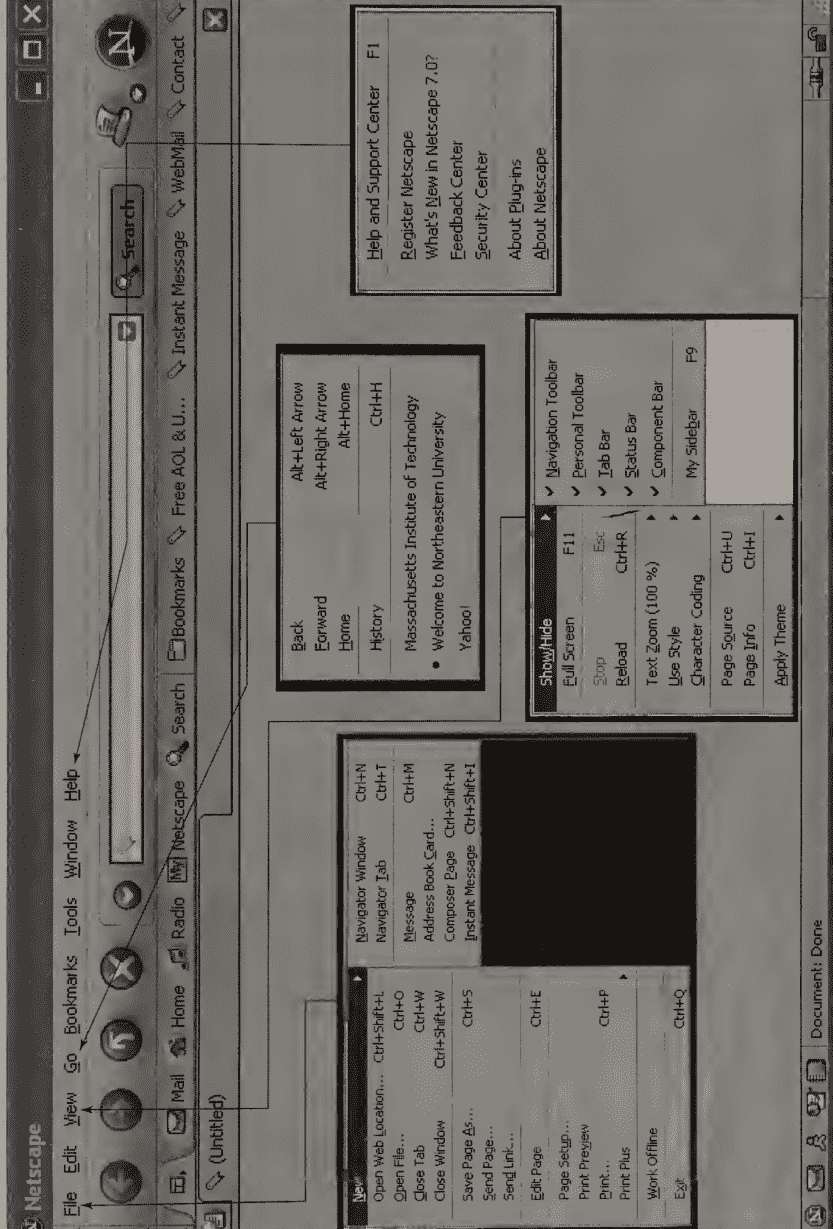 Netscape
File Edit View Go Bookmarks Tools Window Help
Search
N
Mail Home Radio My Netscape Search Bookmarks Free AOL & U... Instant Message WebMail Contact
(Untitled)
New
Open Web Location... Ctrl+Shift+L
Open File... Ctrl+O
Close Tab Ctrl+W
Close Window Ctrl+Shift+W
Save Page As... Ctrl+S
Send Page...
Send Link...
Edit Page Ctrl+E
Page Setup...
Print Preview
Print... Ctrl+P
Print Plus
Work Offline
Exit Ctrl+Q
Navigator Window Ctrl+N
Navigator Tab Ctrl+T
Message Ctrl+M
Address Book Card...
Composer Page Ctrl+Shift+N
Instant Message Ctrl+Shift+I
Back Alt+Left Arrow
Forward Alt+Right Arrow
Home Alt+Home
History Ctrl+H
Massachusetts Institute of Technology
• Welcome to Northeastern University
Yahoo!
Show/Hide
Full Screen F11
Stop Esc
Reload Ctrl+R
Text Zoom (100 %)
Use Style
Character Coding
Page Source Ctrl+U
Page Info Ctrl+I
Apply Theme
✓ Navigation Toolbar
✓ Personal Toolbar
✓ Tab Bar
✓ Status Bar
✓ Component Bar
My Sidebar F9
Help and Support Center F1
Register Netscape
What's New in Netscape 7.0?
Feedback Center
Security Center
About Plug-ins
About Netscape
Document: Done